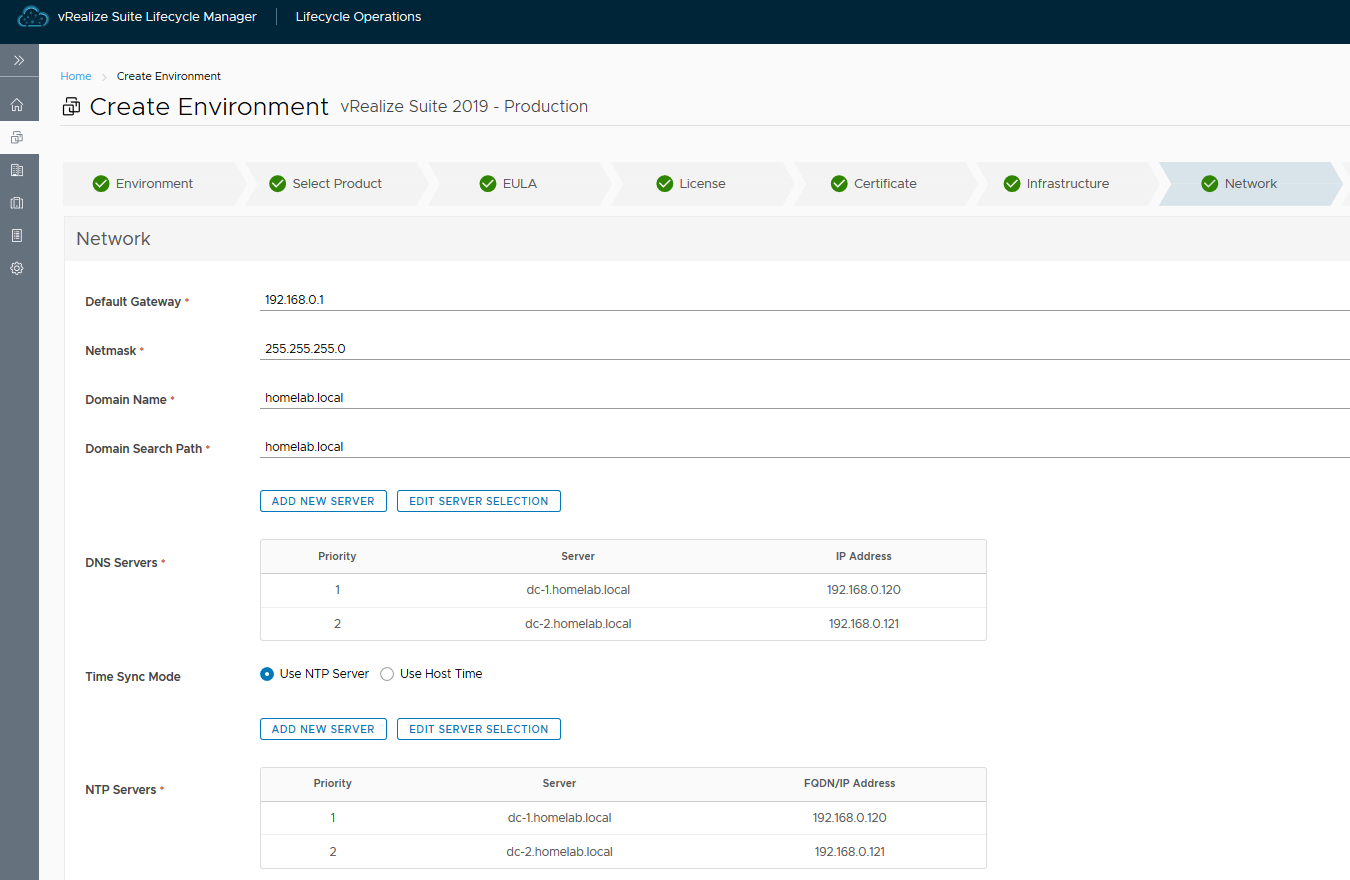 vRealize Suite Lifecycle Manager Lifecycle Operations
Home Create Environment
Create Environment vRealize Suite 2019 - Production
Environment Select Product EULA License Certificate Infrastructure Network
Network
Default Gateway * 192.168.0.1
Netmask * 255.255.255.0
Domain Name * homelab.local
Domain Search Path * homelab.local
ADD NEW SERVER EDIT SERVER SELECTION
DNS Servers *
Priority Server IP Address
1 dc-1.homelab.local 192.168.0.120
2 dc-2.homelab.local 192.168.0.121
Time Sync Mode Use NTP Server Use Host Time
ADD NEW SERVER EDIT SERVER SELECTION
NTP Servers *
Priority Server FQDN/IP Address
1 dc-1.homelab.local 192.168.0.120
2 dc-2.homelab.local 192.168.0.121